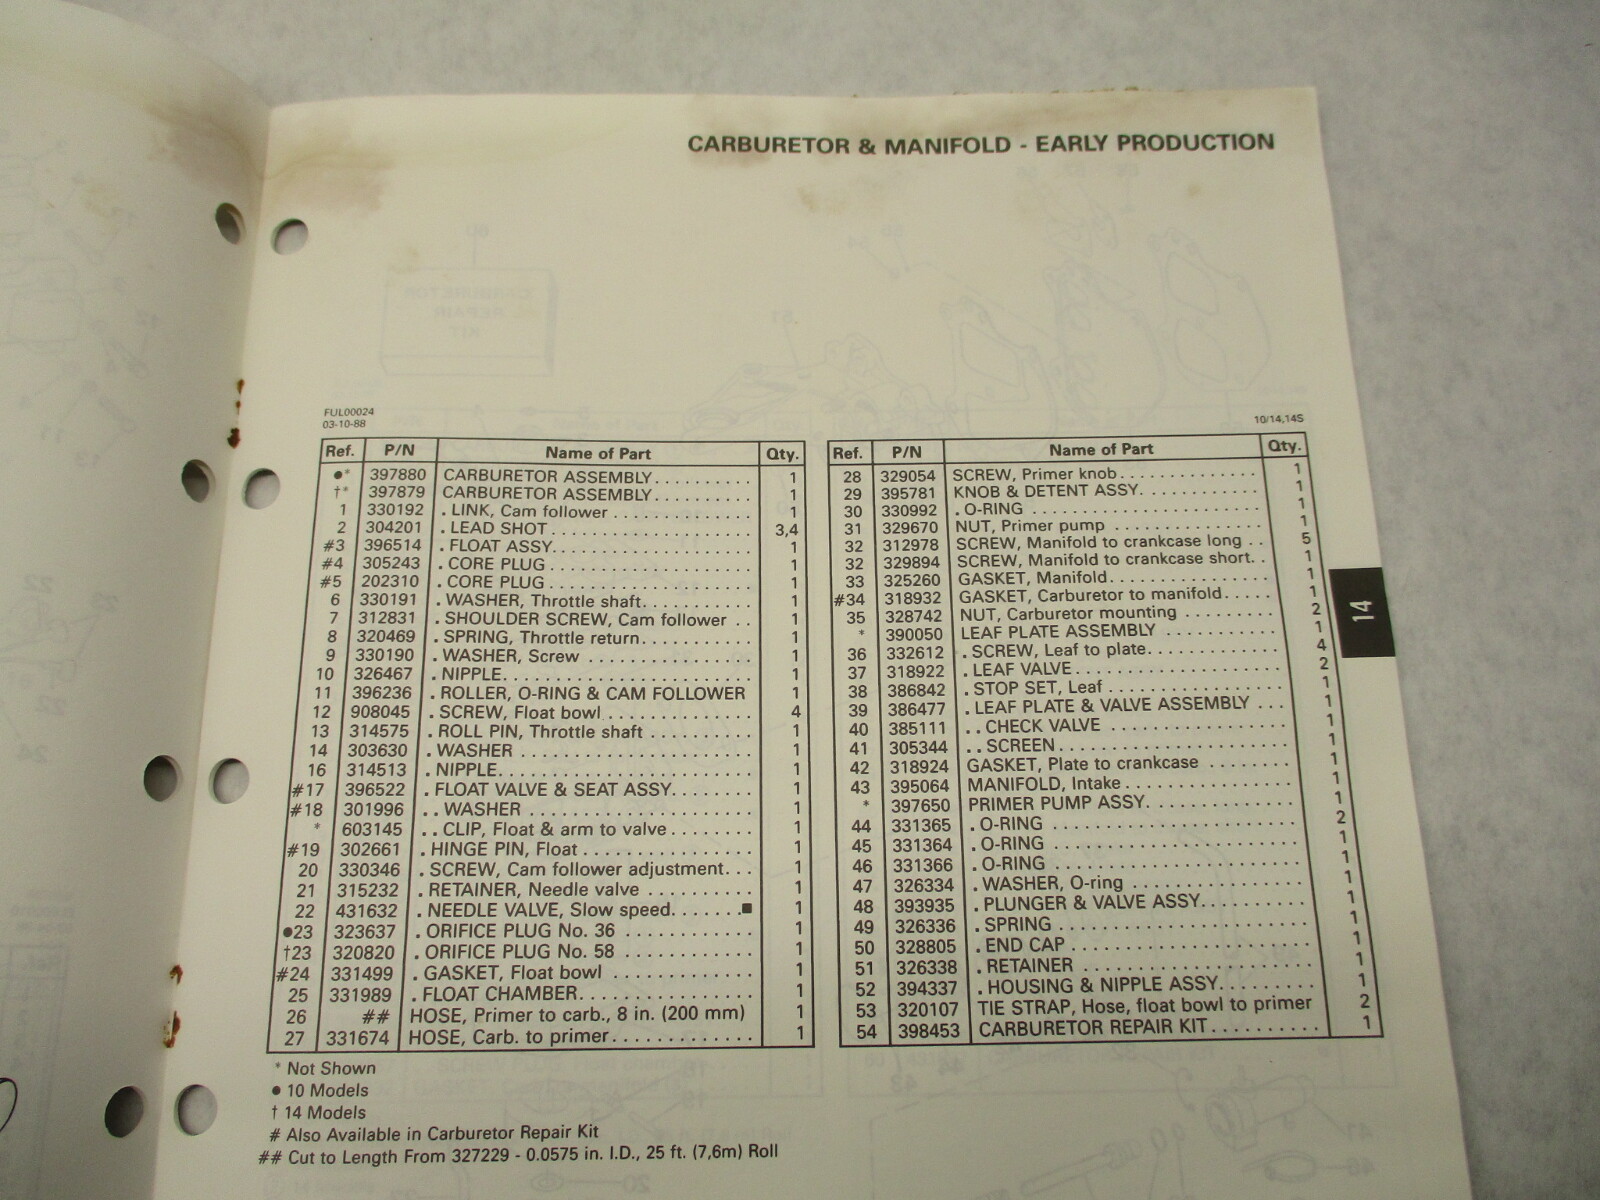 CARBURETOR & MANIFOLD - EARLY PRODUCTION
FUL00024
03-10-88
10/14,14S
Ref. P/N Name of Part Qty.
●* 397880 CARBURETOR ASSEMBLY.......... 1
†* 397879 CARBURETOR ASSEMBLY.......... 1
1 330192 . LINK, Cam follower ............. 1
2 304201 . LEAD SHOT.................... 3,4
#3 396514 . FLOAT ASSY.................... 1
#4 305243 . CORE PLUG .................... 1
#5 202310 . CORE PLUG .................... 1
6 330191 . WASHER, Throttle shaft........... 1
7 312831 . SHOULDER SCREW, Cam follower .. 1
8 320469 . SPRING, Throttle return........... 1
9 330190 . WASHER, Screw ................ 1
10 326467 . NIPPLE........................ 1
11 396236 . ROLLER, O-RING & CAM FOLLOWER 1
12 908045 . SCREW, Float bowl.............. 4
13 314575 . ROLL PIN, Throttle shaft .......... 1
14 303630 . WASHER ...................... 1
16 314513 . NIPPLE........................ 1
#17 396522 . FLOAT VALVE & SEAT ASSY........ 1
#18 301996 . . WASHER ..................... 1
* 603145 . . CLIP, Float & arm to valve ........ 1
#19 302661 . HINGE PIN, Float ................ 1
20 330346 . SCREW, Cam follower adjustment... 1
21 315232 . RETAINER, Needle valve .......... 1
22 431632 . NEEDLE VALVE, Slow speed.......■ 1
●23 323637 . ORIFICE PLUG No. 36 ............ 1
†23 320820 . ORIFICE PLUG No. 58 ............ 1
#24 331499 . GASKET, Float bowl ............. 1
25 331989 . FLOAT CHAMBER................ 1
26 ## HOSE, Primer to carb., 8 in. (200 mm) 1
27 331674 HOSE, Carb. to primer............. 1
Ref. P/N Name of Part Qty.
28 329054 SCREW, Primer knob.............. 1
29 395781 KNOB & DETENT ASSY............ 1
30 330992 . O-RING ...................... 1
31 329670 NUT, Primer pump ............... 1
32 312978 SCREW, Manifold to crankcase long .. 5
32 329894 SCREW, Manifold to crankcase short. . 1
33 325260 GASKET, Manifold................ 1
#34 318932 GASKET, Carburetor to manifold..... 1
35 328742 NUT, Carburetor mounting ......... 2
* 390050 LEAF PLATE ASSEMBLY ........... 1
36 332612 . SCREW, Leaf to plate............. 4
37 318922 . LEAF VALVE.................... 2
38 386842 . STOP SET, Leaf ................. 1
39 386477 . LEAF PLATE & VALVE ASSEMBLY ... 1
40 385111 . . CHECK VALVE ................ 1
41 305344 . . SCREEN...................... 1
42 318924 GASKET, Plate to crankcase ........ 1
43 395064 MANIFOLD, Intake................ 1
* 397650 PRIMER PUMP ASSY.............. 1
44 331365 . O-RING ....................... 2
45 331364 . O-RING ....................... 1
46 331366 . O-RING ....................... 1
47 326334 . WASHER, O-ring ................ 1
48 393935 . PLUNGER & VALVE ASSY.......... 1
49 326336 . SPRING ....................... 1
50 328805 . END CAP ...................... 1
51 326338 . RETAINER ..................... 1
52 394337 . HOUSING & NIPPLE ASSY......... 1
53 320107 TIE STRAP, Hose, float bowl to primer 2
54 398453 CARBURETOR REPAIR KIT.......... 1
14
* Not Shown
● 10 Models
† 14 Models
# Also Available in Carburetor Repair Kit
## Cut to Length From 327229 - 0.0575 in. I.D., 25 ft. (7,6m) Roll